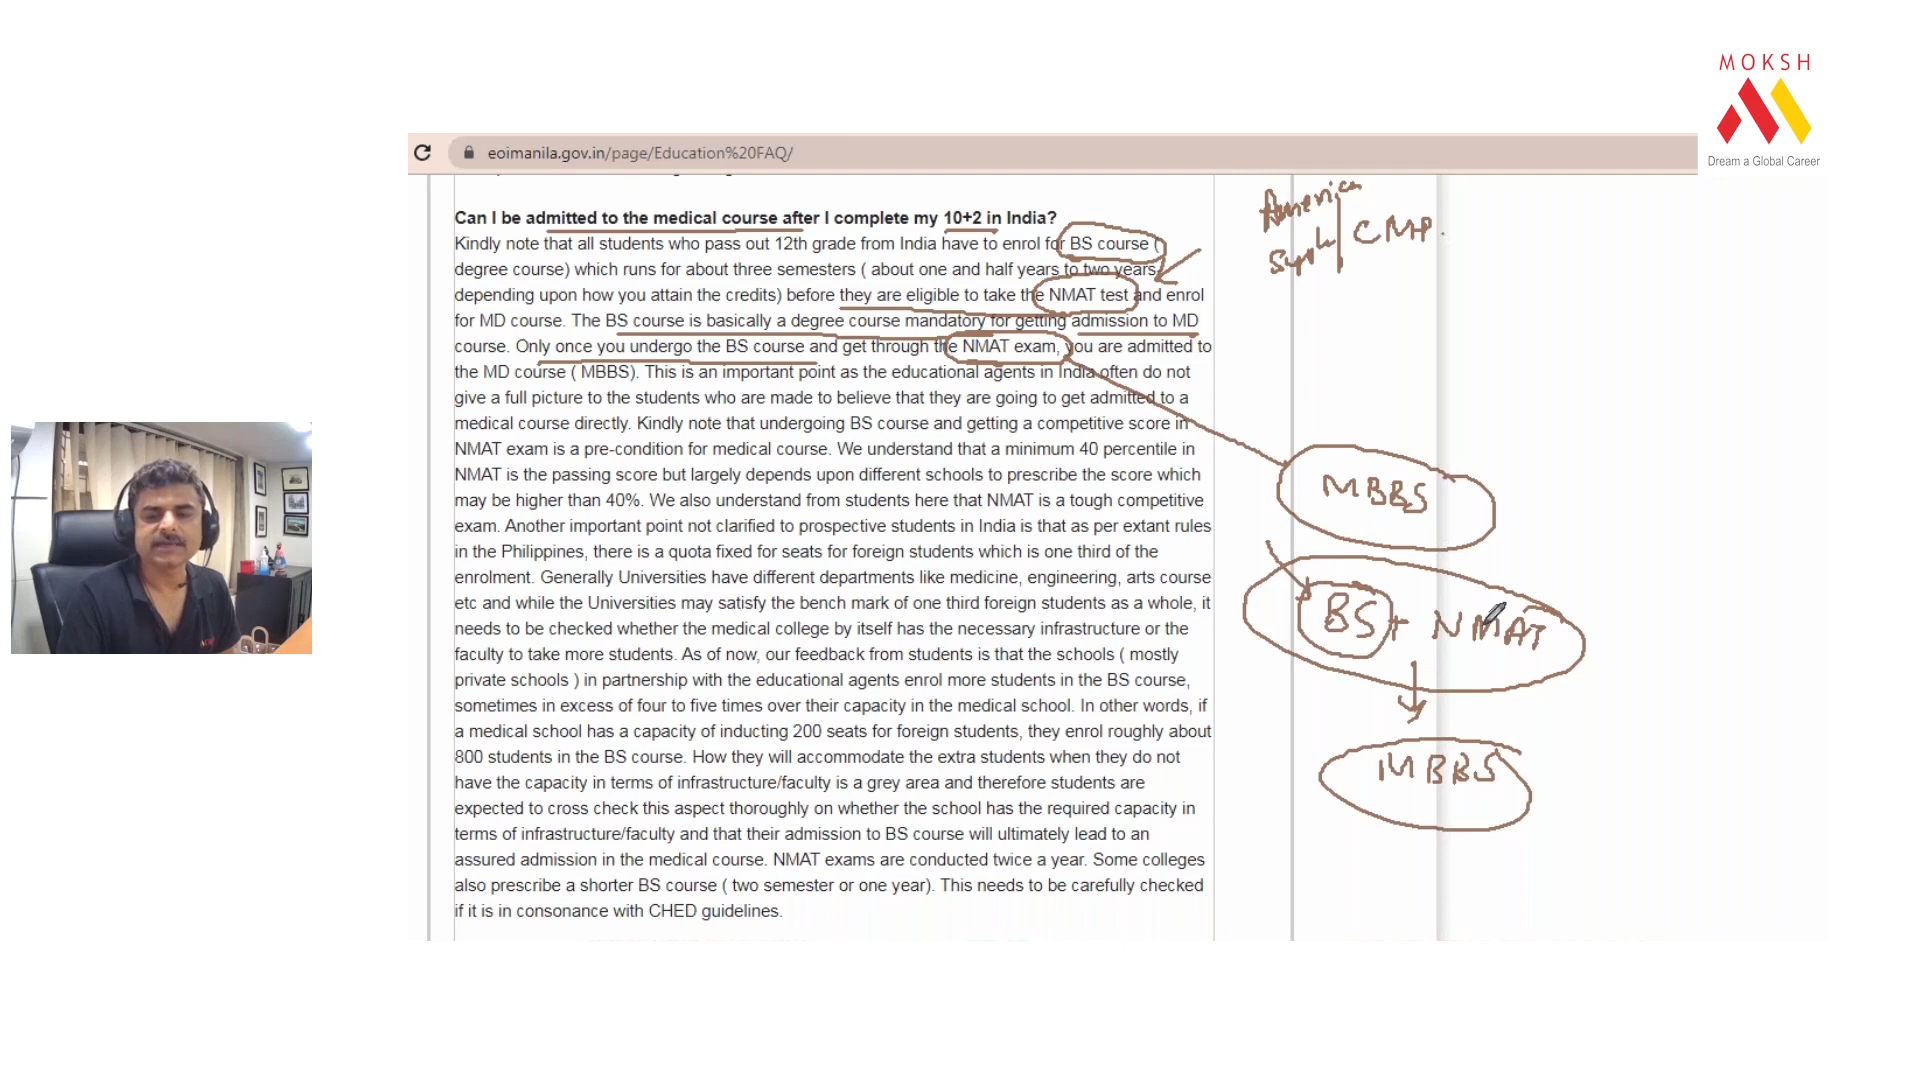 MOKSH
Dream a Global Career
eoimanila.gov.in/page/Education%20FAQ/
Can I be admitted to the medical course after I complete my 10+2 in India?
Kindly note that all students who pass out 12th grade from India have to enrol for BS course (
degree course) which runs for about three semesters ( about one and half years to two years
depending upon how you attain the credits) before they are eligible to take the NMAT test and enrol
for MD course. The BS course is basically a degree course mandatory for getting admission to MD
course. Only once you undergo the BS course and get through the NMAT exam, you are admitted to
the MD course ( MBBS). This is an important point as the educational agents in India often do not
give a full picture to the students who are made to believe that they are going to get admitted to a
medical course directly. Kindly note that undergoing BS course and getting a competitive score in
NMAT exam is a pre-condition for medical course. We understand that a minimum 40 percentile in
NMAT is the passing score but largely depends upon different schools to prescribe the score which
may be higher than 40%. We also understand from students here that NMAT is a tough competitive
exam. Another important point not clarified to prospective students in India is that as per extant rules
in the Philippines, there is a quota fixed for seats for foreign students which is one third of the
enrolment. Generally Universities have different departments like medicine, engineering, arts course
etc and while the Universities may satisfy the bench mark of one third foreign students as a whole, it
needs to be checked whether the medical college by itself has the necessary infrastructure or the
faculty to take more students. As of now, our feedback from students is that the schools ( mostly
private schools ) in partnership with the educational agents enrol more students in the BS course,
sometimes in excess of four to five times over their capacity in the medical school. In other words, if
a medical school has a capacity of inducting 200 seats for foreign students, they enrol roughly about
800 students in the BS course. How they will accommodate the extra students when they do not
have the capacity in terms of infrastructure/faculty is a grey area and therefore students are
expected to cross check this aspect thoroughly on whether the school has the required capacity in
terms of infrastructure/faculty and that their admission to BS course will ultimately lead to an
assured admission in the medical course. NMAT exams are conducted twice a year. Some colleges
also prescribe a shorter BS course ( two semester or one year). This needs to be carefully checked
if it is in consonance with CHED guidelines.
America
CMP.
MBBS
BS + NMAT
MBBS